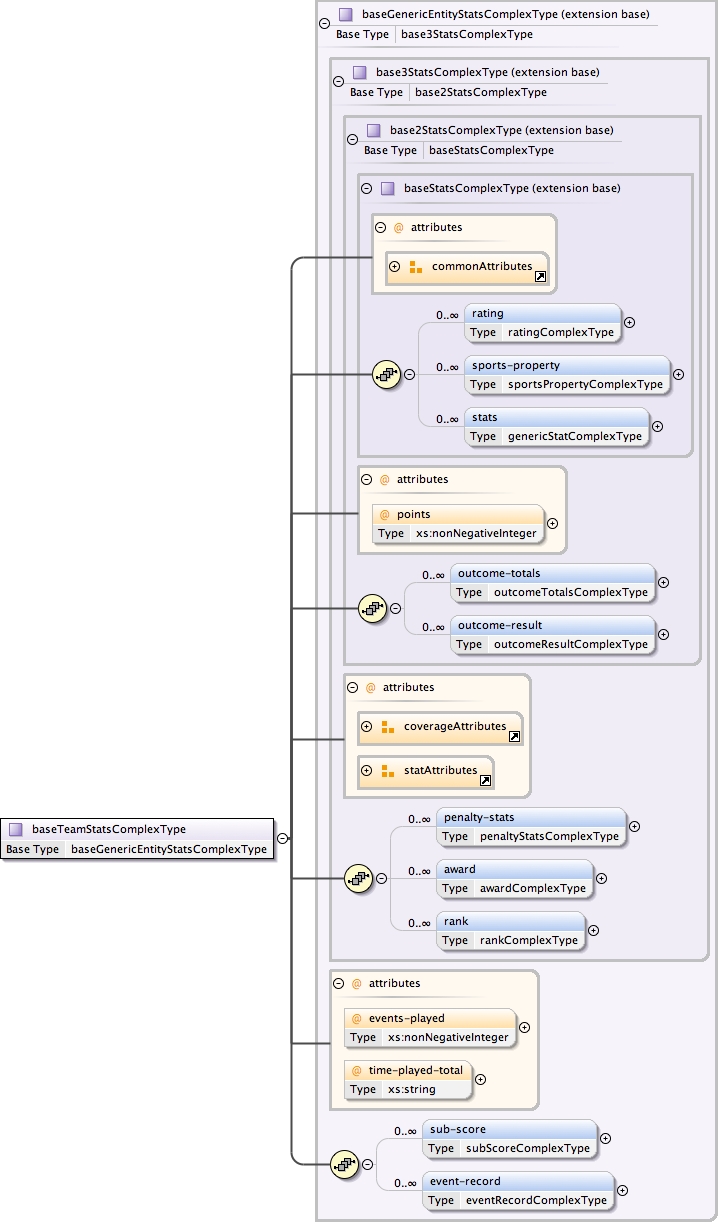 baseGenericEntityStatsComplexType (extension base)
Base Type base3StatsComplexType
base3StatsComplexType (extension base)
Base Type base2StatsComplexType
base2StatsComplexType (extension base)
Base Type baseStatsComplexType
baseStatsComplexType (extension base)
@ attributes
commonAttributes
0..∞ rating
Type ratingComplexType
0..∞ sports-property
Type sportsPropertyComplexType
0..∞ stats
Type genericStatComplexType
@ attributes
@ points
Type xs:nonNegativeInteger
0..∞ outcome-totals
Type outcomeTotalsComplexType
0..∞ outcome-result
Type outcomeResultComplexType
@ attributes
coverageAttributes
statAttributes
baseTeamStatsComplexType
Base Type baseGenericEntityStatsComplexType
0..∞ penalty-stats
Type penaltyStatsComplexType
0..∞ award
Type awardComplexType
0..∞ rank
Type rankComplexType
@ attributes
@ events-played
Type xs:nonNegativeInteger
@ time-played-total
Type xs:string
0..∞ sub-score
Type subScoreComplexType
0..∞ event-record
Type eventRecordComplexType